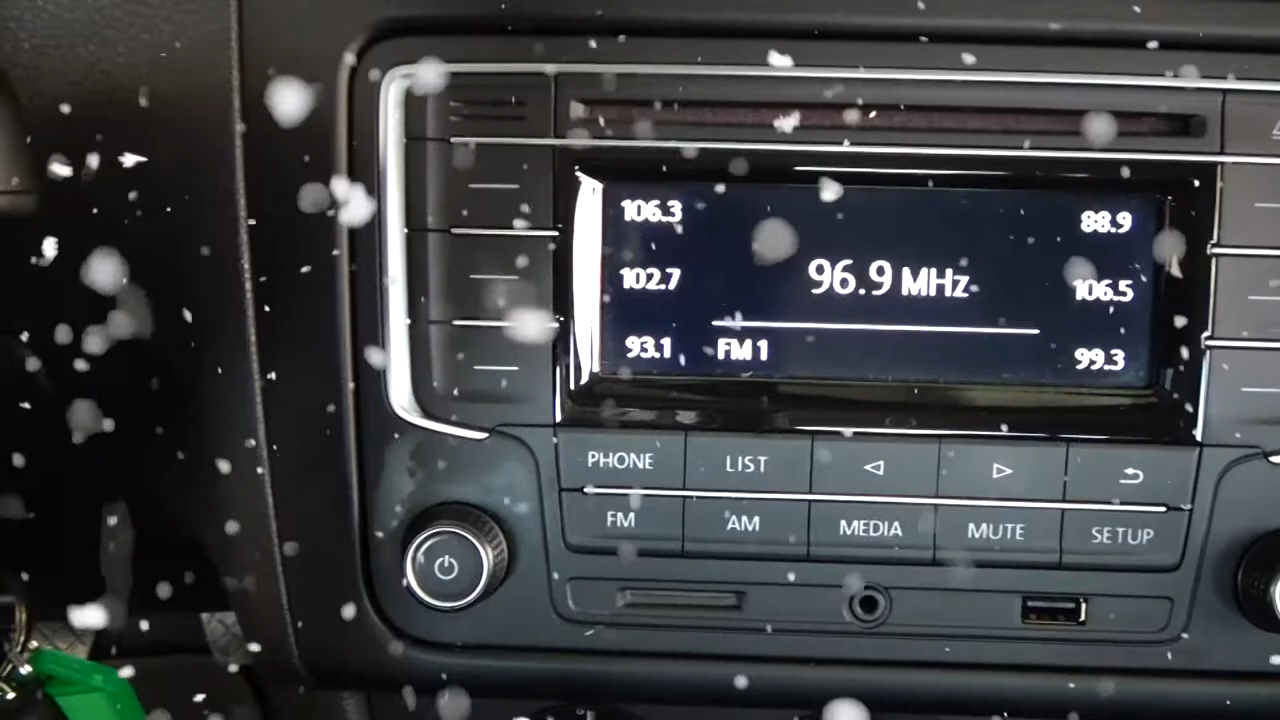 106.3 88.9
96.9 MHz
102.7 106.5
93.1 FM 1 99.3
PHONE LIST
FM AM MEDIA MUTE SETUP